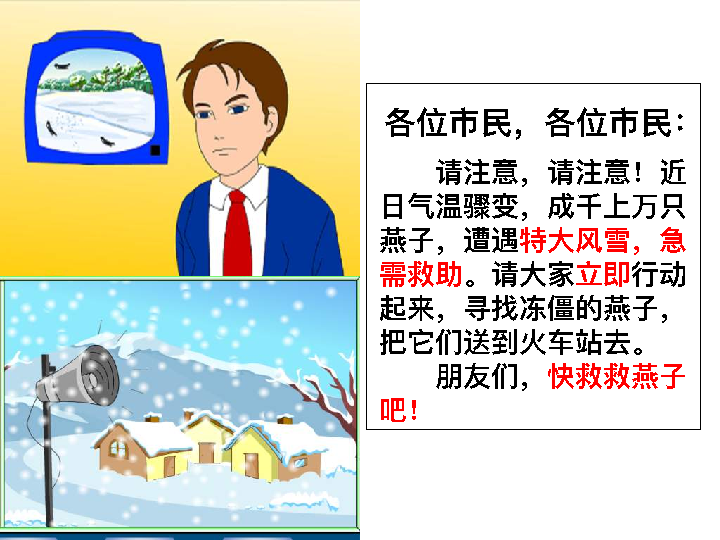 各位市民，各位市民：
请注意，请注意！近
日气温骤变，成千上万只
燕子，遭遇特大风雪，急
需救助。请大家立即行动
起来，寻找冻僵的燕子，
把它们送到火车站去。
朋友们，快救救燕子
吧！